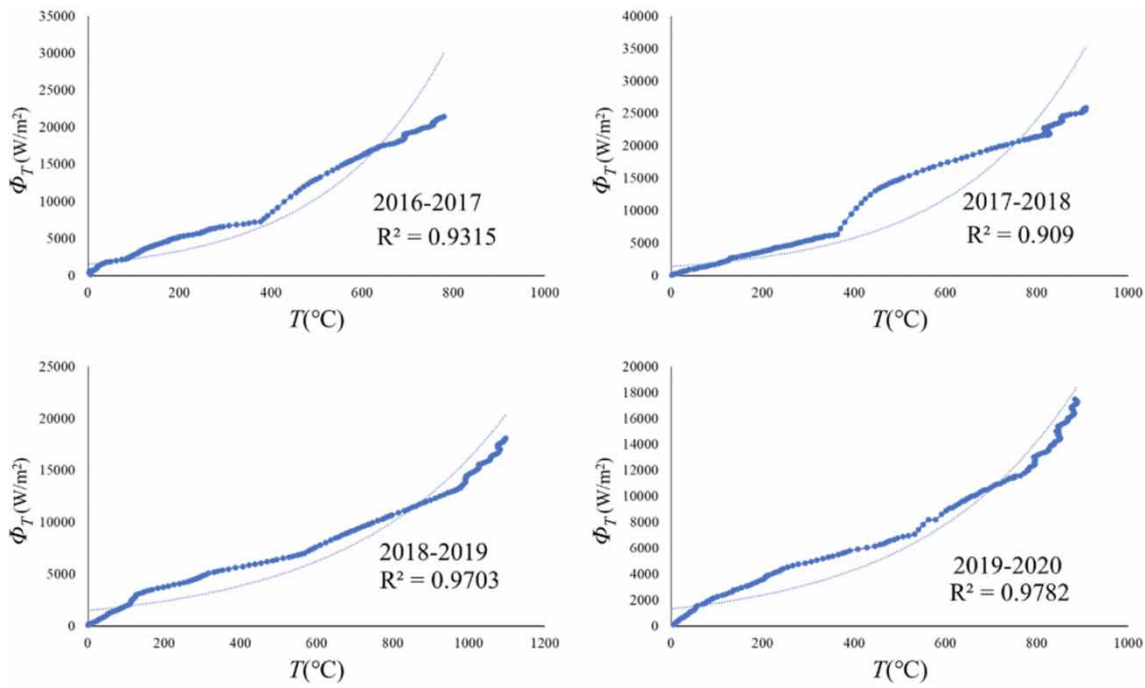 35000
30000
25000
20000
15000
10000
5000
0
Φ_T (W/m²)
2016-2017
R² = 0.9315
0 200 400 600 800 1000
T(°C)
40000
35000
30000
25000
20000
15000
10000
5000
0
Φ_T (W/m²)
2017-2018
R² = 0.909
0 200 400 600 800 1000
T(°C)
25000
20000
15000
10000
5000
0
Φ_T (W/m²)
2018-2019
R² = 0.9703
0 200 400 600 800 1000 1200
T(°C)
20000
18000
16000
14000
12000
10000
8000
6000
4000
2000
0
Φ_T (W/m²)
2019-2020
R² = 0.9782
0 200 400 600 800 1000
T(°C)